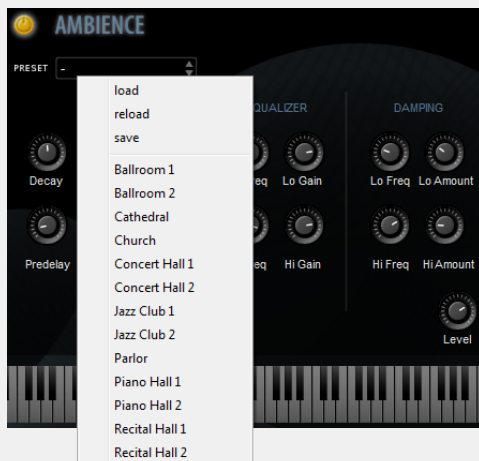 AMBIENCE
PRESET -
load
reload
save
Ballroom 1
Ballroom 2
Cathedral
Church
Concert Hall 1
Concert Hall 2
Jazz Club 1
Jazz Club 2
Parlor
Piano Hall 1
Piano Hall 2
Recital Hall 1
Recital Hall 2
Decay
Predelay
QUALIZER
eq Lo Gain
eq Hi Gain
DAMPING
Lo Freq Lo Amount
Hi Freq Hi Amount
Level